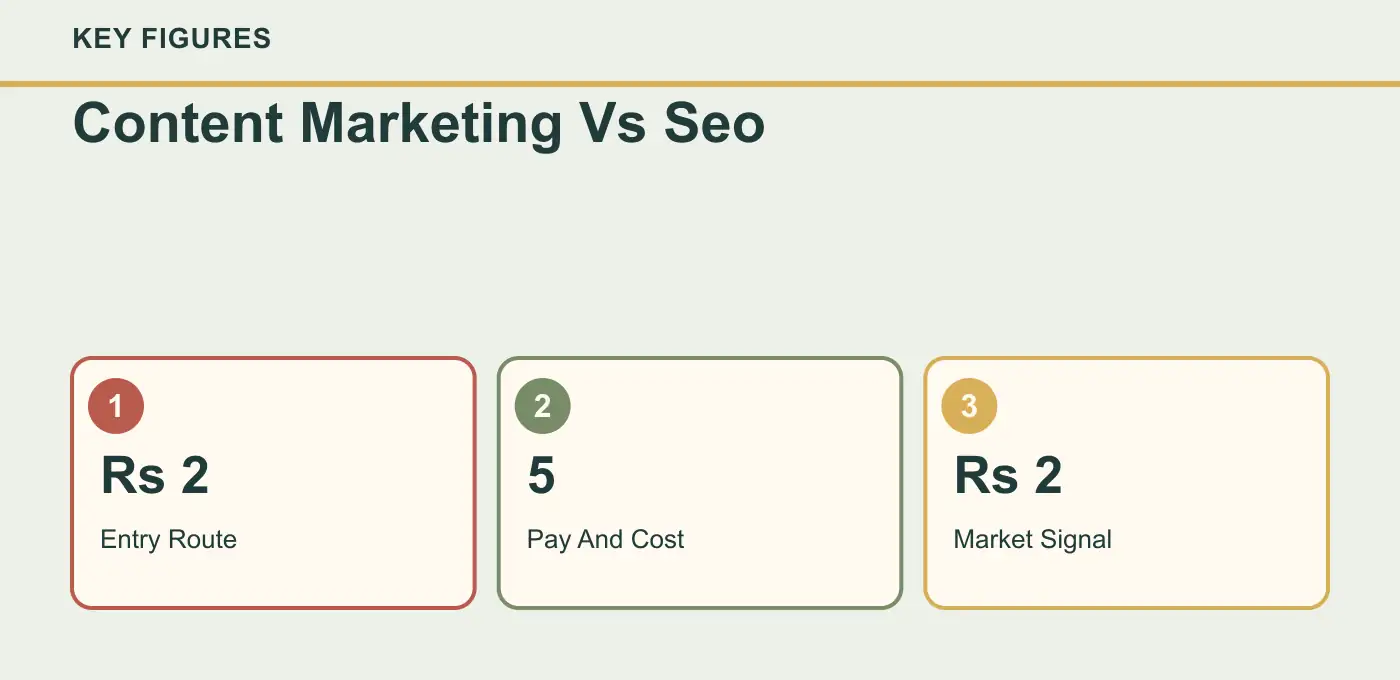 KEY FIGURES
Content Marketing Vs Seo
1
Rs 2
Entry Route
2
5
Pay And Cost
3
Rs 2
Market Signal